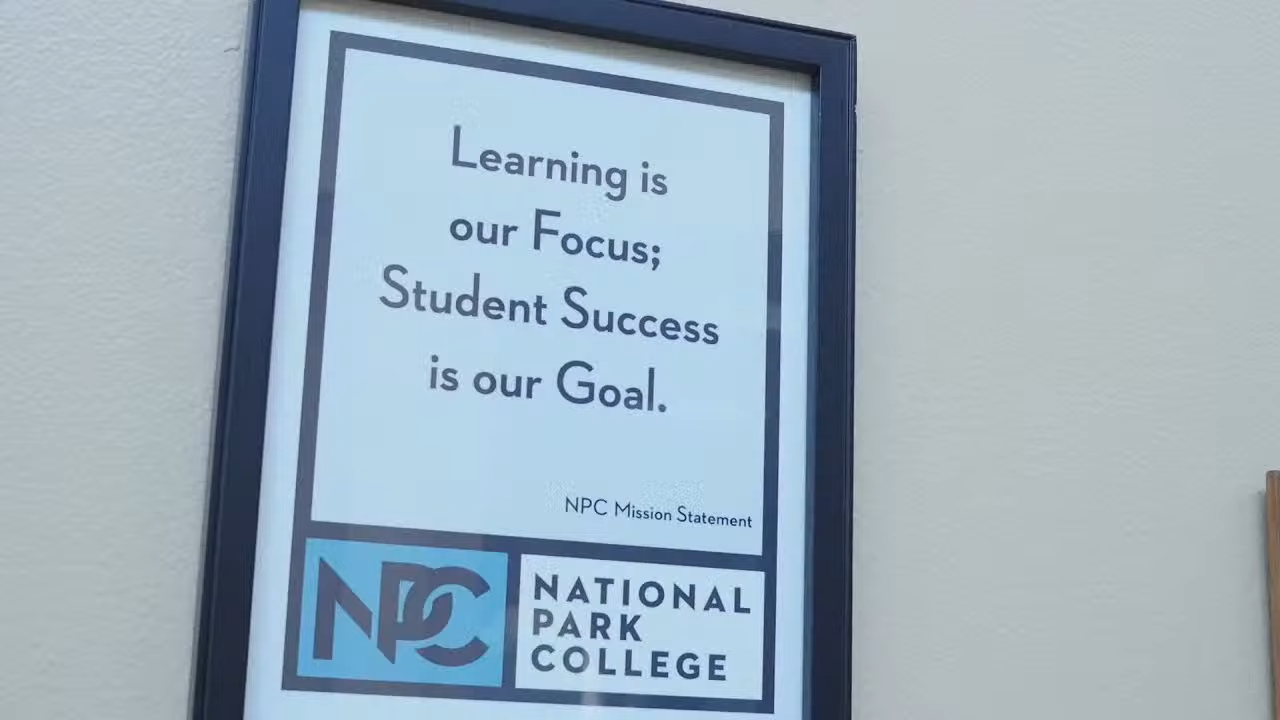 Learning is
our Focus;
Student Success
is our Goal.
NPC Mission Statement
NPC
NATIONAL
PARK
COLLEGE